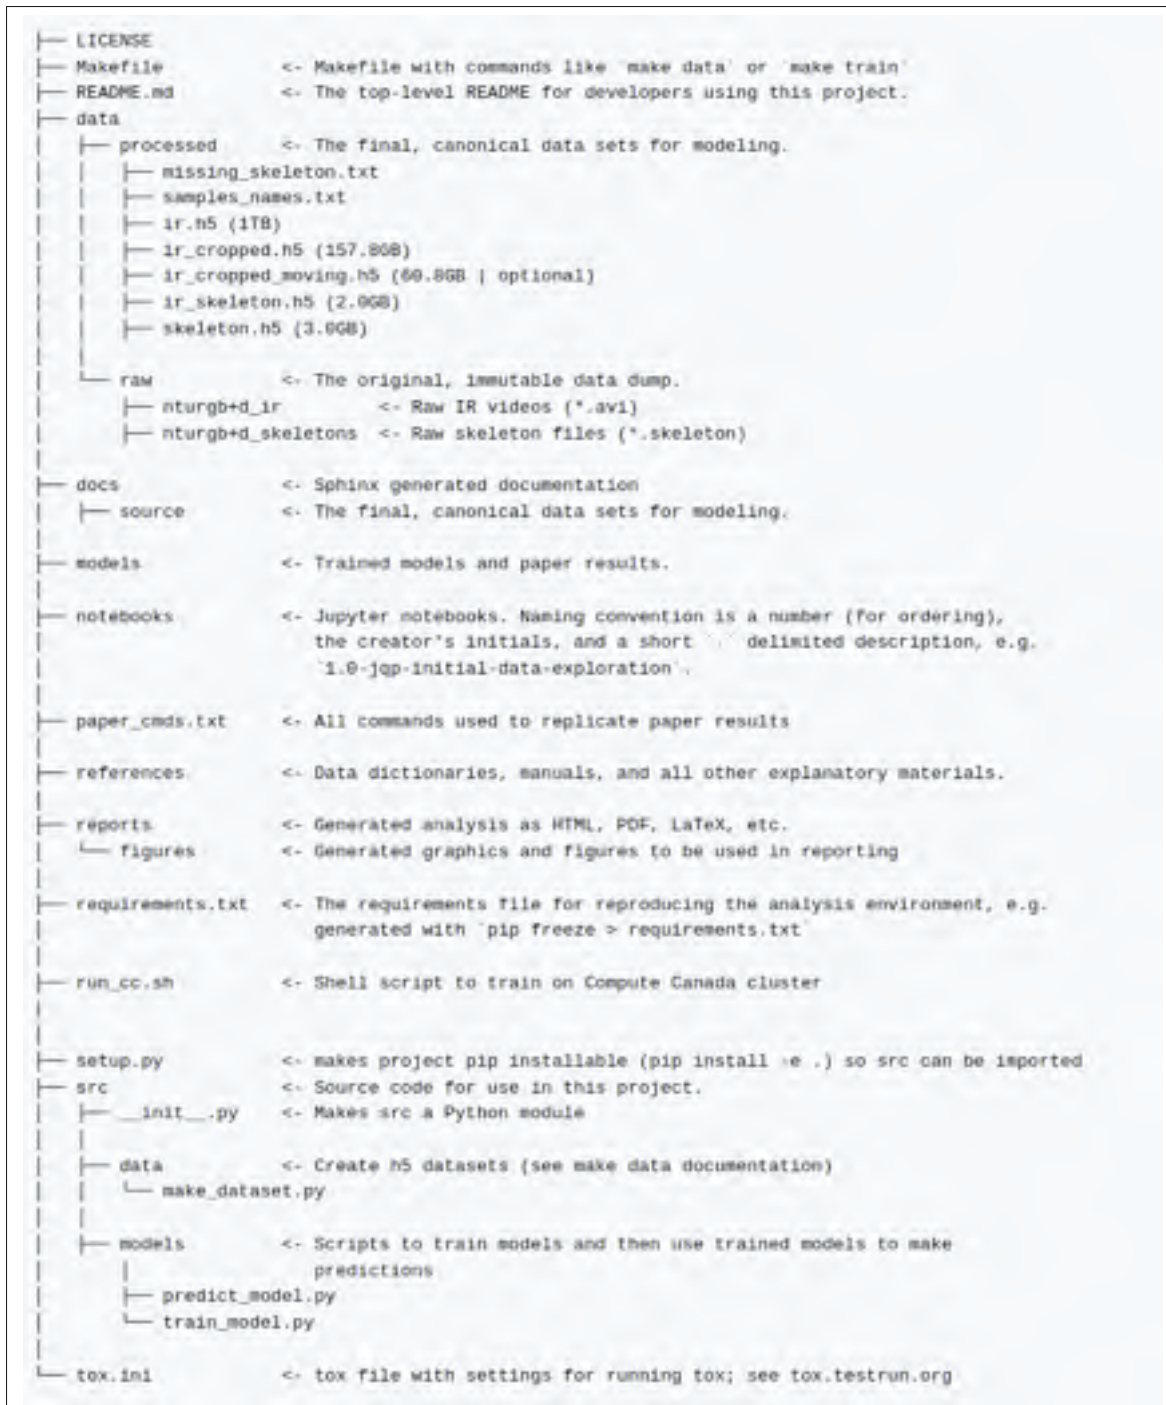 ├── LICENSE
├── Makefile           <- Makefile with commands like `make data` or `make train`
├── README.md          <- The top-level README for developers using this project.
├── data
│   ├── processed      <- The final, canonical data sets for modeling.
│   │   ├── missing_skeleton.txt
│   │   ├── samples_names.txt
│   │   ├── ir.h5 (1TB)
│   │   ├── ir_cropped.h5 (157.8GB)
│   │   ├── ir_cropped_moving.h5 (60.8GB | optional)
│   │   ├── ir_skeleton.h5 (2.0GB)
│   │   ├── skeleton.h5 (3.0GB)
│   │
│   └── raw            <- The original, immutable data dump.
│       ├── nturgb+d_ir         <- Raw IR videos (*.avi)
│       ├── nturgb+d_skeletons  <- Raw skeleton files (*.skeleton)
│
├── docs               <- Sphinx generated documentation
│   ├── source         <- The final, canonical data sets for modeling.
│
├── models             <- Trained models and paper results.
│
├── notebooks          <- Jupyter notebooks. Naming convention is a number (for ordering),
│                         the creator's initials, and a short `-` delimited description, e.g.
│                         `1.0-jqp-initial-data-exploration`.
│
├── paper_cmds.txt     <- All commands used to replicate paper results
│
├── references         <- Data dictionaries, manuals, and all other explanatory materials.
│
├── reports            <- Generated analysis as HTML, PDF, LaTeX, etc.
│   └── figures        <- Generated graphics and figures to be used in reporting
│
├── requirements.txt   <- The requirements file for reproducing the analysis environment, e.g.
│                         generated with `pip freeze > requirements.txt`
│
├── run_cc.sh          <- Shell script to train on Compute Canada cluster
│
│
├── setup.py           <- makes project pip installable (pip install -e .) so src can be imported
├── src                <- Source code for use in this project.
│   ├── __init__.py    <- Makes src a Python module
│   │
│   ├── data           <- Create h5 datasets (see make data documentation)
│   │   └── make_dataset.py
│   │
│   ├── models         <- Scripts to train models and then use trained models to make
│       │                 predictions
│       ├── predict_model.py
│       └── train_model.py
│
└── tox.ini            <- tox file with settings for running tox; see tox.testrun.org